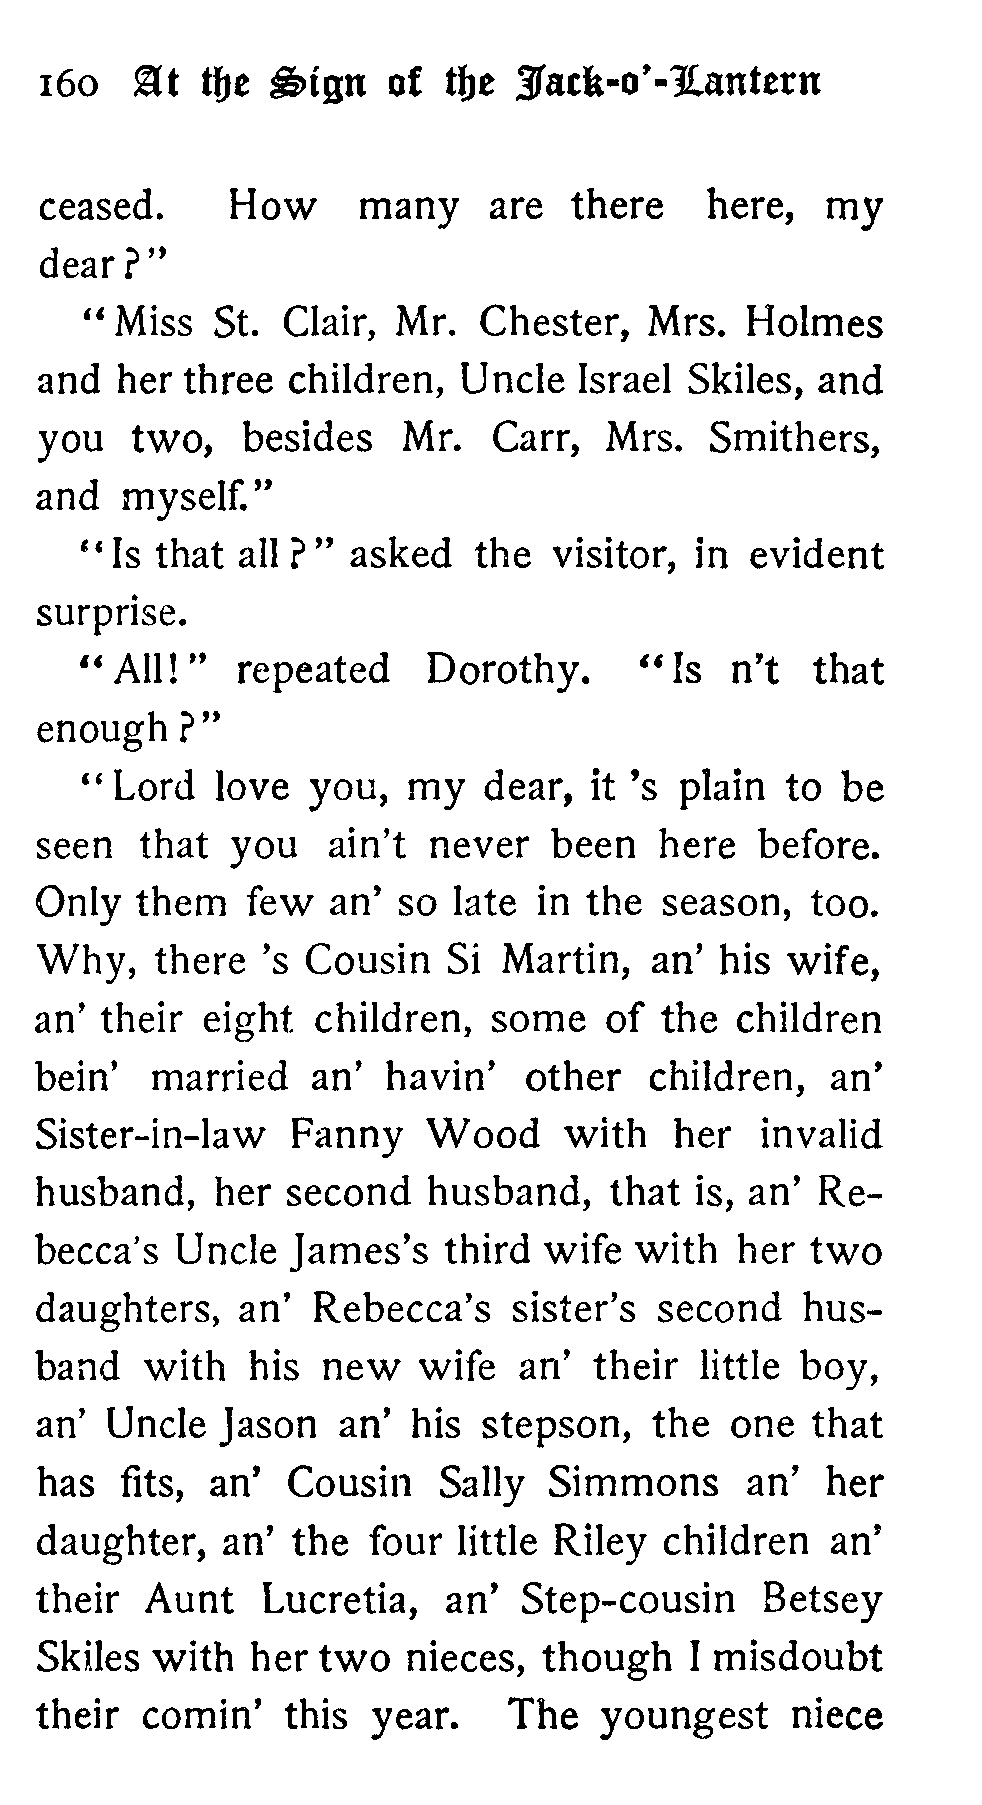 160 At the Sign of the Jack-o'-Lantern
ceased. How many are there here, my
dear?"
"Miss St. Clair, Mr. Chester, Mrs. Holmes
and her three children, Uncle Israel Skiles, and
you two, besides Mr. Carr, Mrs. Smithers,
and myself."
"Is that all?" asked the visitor, in evident
surprise.
"All!" repeated Dorothy. "Is n't that
enough?"
"Lord love you, my dear, it 's plain to be
seen that you ain't never been here before.
Only them few an' so late in the season, too.
Why, there 's Cousin Si Martin, an' his wife,
an' their eight children, some of the children
bein' married an' havin' other children, an'
Sister-in-law Fanny Wood with her invalid
husband, her second husband, that is, an' Re-
becca's Uncle James's third wife with her two
daughters, an' Rebecca's sister's second hus-
band with his new wife an' their little boy,
an' Uncle Jason an' his stepson, the one that
has fits, an' Cousin Sally Simmons an' her
daughter, an' the four little Riley children an'
their Aunt Lucretia, an' Step-cousin Betsey
Skiles with her two nieces, though I misdoubt
their comin' this year. The youngest niece